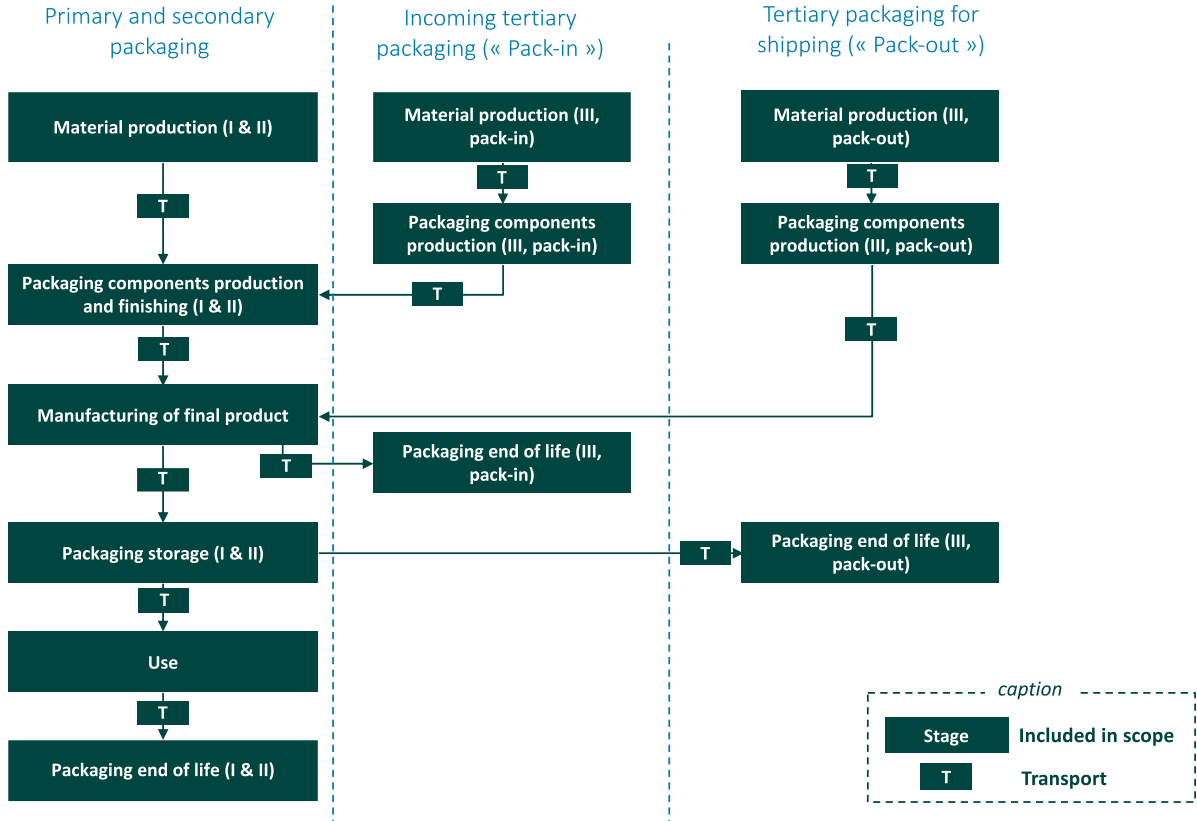 Primary and secondary
packaging
Incoming tertiary
packaging (« Pack-in »)
Tertiary packaging for
shipping (« Pack-out »)
Material production (I & II)
T
Packaging components production
and finishing (I & II)
T
Manufacturing of final product
T
T
Packaging storage (I & II)
T
T
Use
T
Packaging end of life (I & II)
Material production (III,
pack-in)
T
Packaging components
production (III, pack-in)
T
Packaging end of life (III,
pack-in)
Material production (III,
pack-out)
T
Packaging components
production (III, pack-out)
T
Packaging end of life (III,
pack-out)
caption
Stage
Included in scope
T
Transport